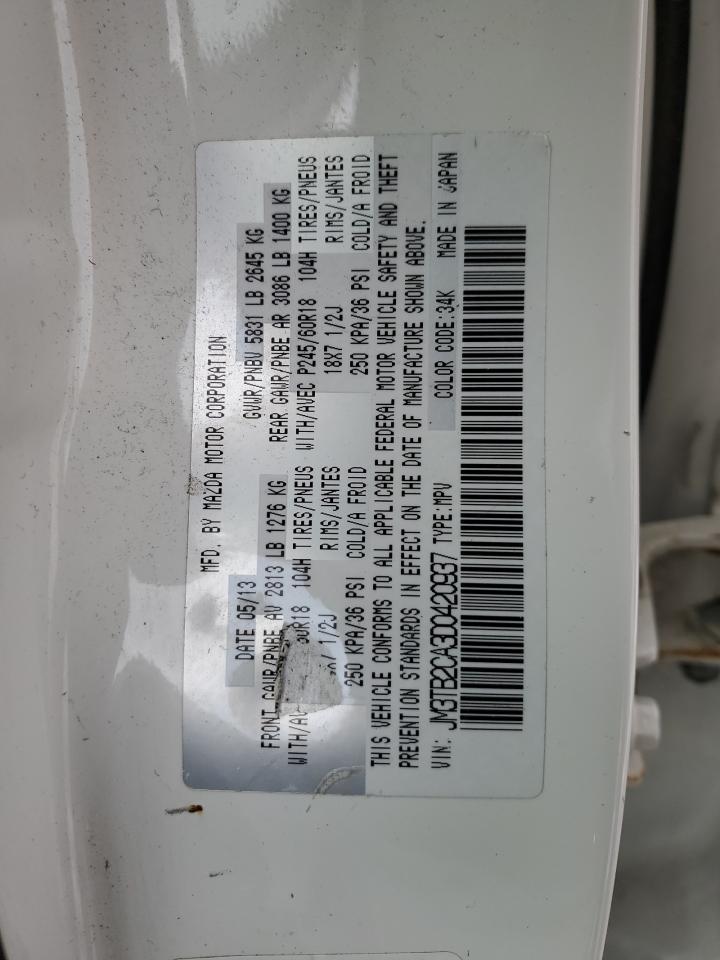 MFD. BY MAZDA MOTOR CORPORATION
DATE 05/13 GVWR/PNBV 5831 LB 2645 KG
FRONT GAWR/PNBE AV 2813 LB 1276 KG REAR GAWR/PNBE AR 3086 LB 1400 KG
104H TIRES/PNEUS WITH/AVEC P245/60R18 104H TIRES/PNEUS
1/2J RIMS/JANTES 18X7 1/2J RIMS/JANTES
250 KPA/36 PSI COLD/A FROID 250 KPA/36 PSI COLD/A FROID
THIS VEHICLE CONFORMS TO ALL APPLICABLE FEDERAL MOTOR VEHICLE SAFETY AND THEFT
PREVENTION STANDARDS IN EFFECT ON THE DATE OF MANUFACTURE SHOWN ABOVE.
VIN: JM3TB2CA3D0420937 TYPE:MPV COLOR CODE:34K MADE IN JAPAN